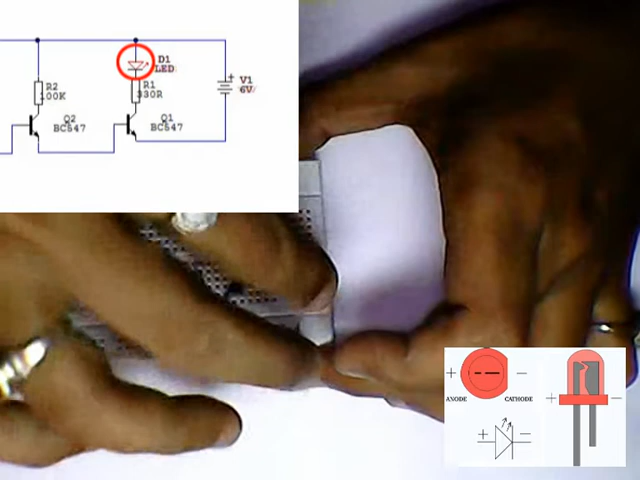 D1
LED
R1
330R
R2
100K
V1
6V
Q2
BC547
Q1
BC547
+ −
ANODE CATHODE
+ −
+ −